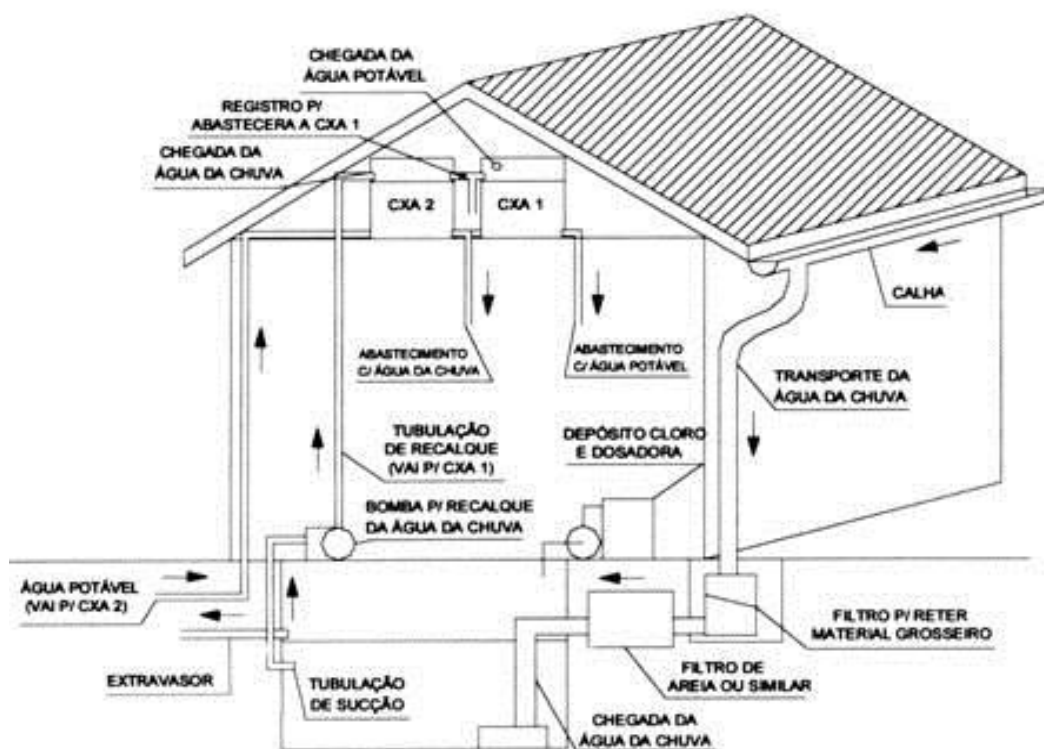 CHEGADA DA
ÁGUA POTÁVEL
REGISTRO P/
ABASTECERA A CXA 1
CHEGADA DA
ÁGUA DA CHUVA
CXA 2
CXA 1
CALHA
ABASTECIMENTO
C/ ÁGUA DA CHUVA
ABASTECIMENTO
C/ ÁGUA POTÁVEL
TRANSPORTE DA
ÁGUA DA CHUVA
TUBULAÇÃO
DE RECALQUE
(VAI P/ CXA 1)
DEPÓSITO CLORO
E DOSADORA
BOMBA P/ RECALQUE
DA ÁGUA DA CHUVA
ÁGUA POTÁVEL
(VAI P/ CXA 2)
FILTRO P/ RETER
MATERIAL GROSSEIRO
EXTRAVASOR
TUBULAÇÃO
DE SUCÇÃO
FILTRO DE
AREIA OU SIMILAR
CHEGADA DA
ÁGUA DA CHUVA